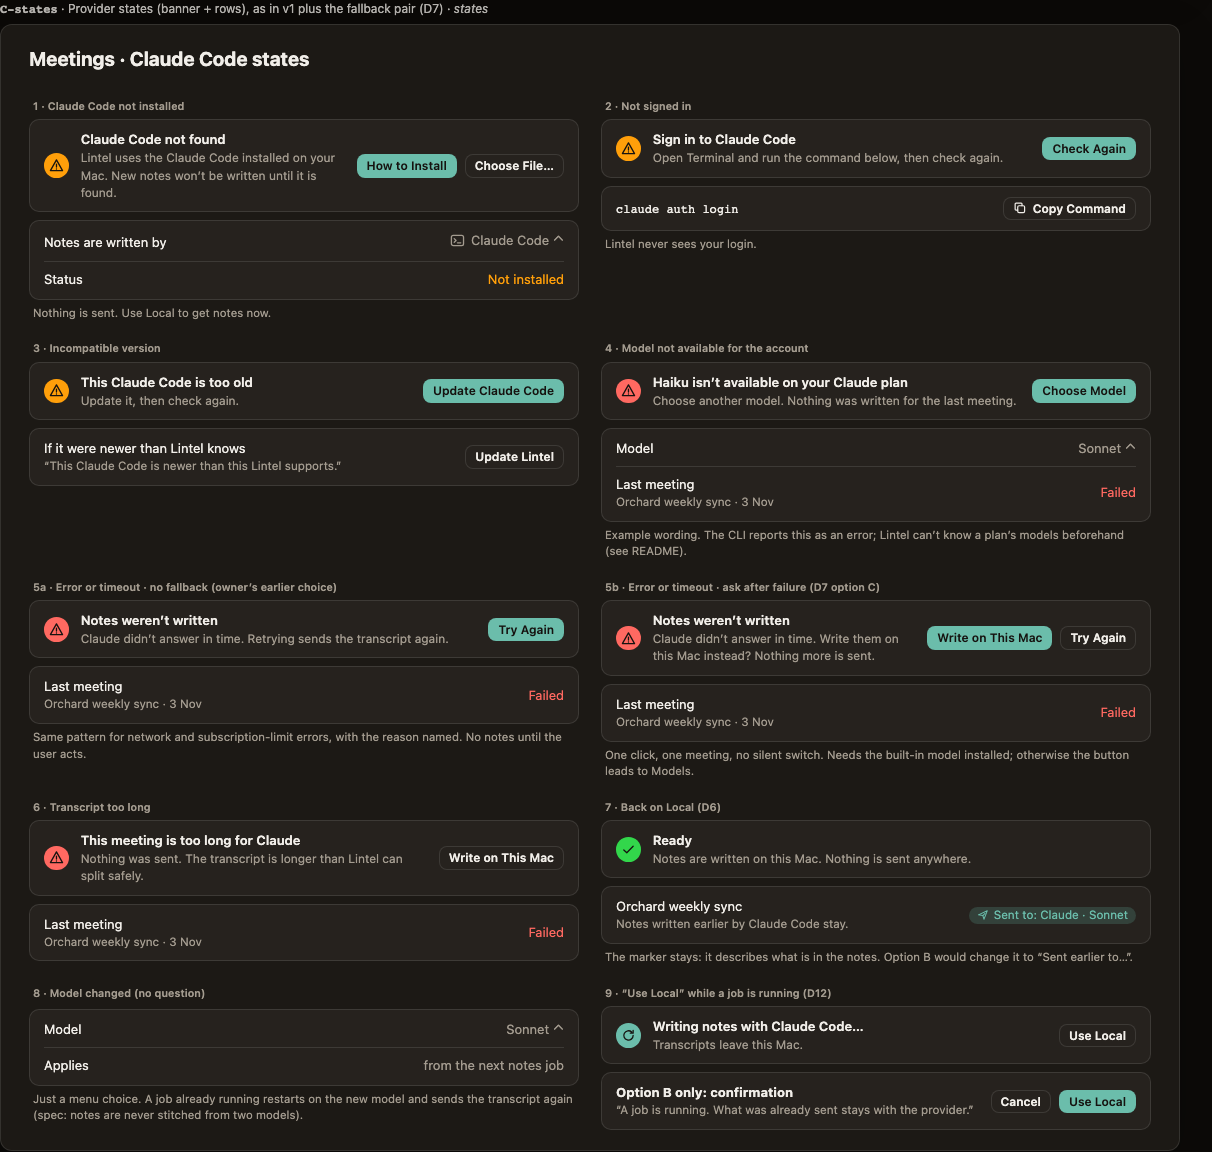 C-states · Provider states (banner + rows), as in v1 plus the fallback pair (D7) · states
Meetings · Claude Code states
1 · Claude Code not installed
Claude Code not found
Lintel uses the Claude Code installed on your
Mac. New notes won’t be written until it is
found.
How to Install
Choose File...
Notes are written by
Claude Code
Status
Not installed
Nothing is sent. Use Local to get notes now.
2 · Not signed in
Sign in to Claude Code
Open Terminal and run the command below, then check again.
Check Again
claude auth login
Copy Command
Lintel never sees your login.
3 · Incompatible version
This Claude Code is too old
Update it, then check again.
Update Claude Code
If it were newer than Lintel knows
“This Claude Code is newer than this Lintel supports.”
Update Lintel
4 · Model not available for the account
Haiku isn’t available on your Claude plan
Choose another model. Nothing was written for the last meeting.
Choose Model
Model
Sonnet
Last meeting
Orchard weekly sync · 3 Nov
Failed
Example wording. The CLI reports this as an error; Lintel can’t know a plan’s models beforehand
(see README).
5a · Error or timeout · no fallback (owner’s earlier choice)
Notes weren’t written
Claude didn’t answer in time. Retrying sends the transcript again.
Try Again
Last meeting
Orchard weekly sync · 3 Nov
Failed
Same pattern for network and subscription-limit errors, with the reason named. No notes until the
user acts.
5b · Error or timeout · ask after failure (D7 option C)
Notes weren’t written
Claude didn’t answer in time. Write them on
this Mac instead? Nothing more is sent.
Write on This Mac
Try Again
Last meeting
Orchard weekly sync · 3 Nov
Failed
One click, one meeting, no silent switch. Needs the built-in model installed; otherwise the button
leads to Models.
6 · Transcript too long
This meeting is too long for Claude
Nothing was sent. The transcript is longer than Lintel can
split safely.
Write on This Mac
Last meeting
Orchard weekly sync · 3 Nov
Failed
7 · Back on Local (D6)
Ready
Notes are written on this Mac. Nothing is sent anywhere.
Orchard weekly sync
Notes written earlier by Claude Code stay.
Sent to: Claude · Sonnet
The marker stays: it describes what is in the notes. Option B would change it to “Sent earlier to…”.
8 · Model changed (no question)
Model
Sonnet
Applies
from the next notes job
Just a menu choice. A job already running restarts on the new model and sends the transcript again
(spec: notes are never stitched from two models).
9 · “Use Local” while a job is running (D12)
Writing notes with Claude Code...
Transcripts leave this Mac.
Use Local
Option B only: confirmation
“A job is running. What was already sent stays with the provider.”
Cancel
Use Local